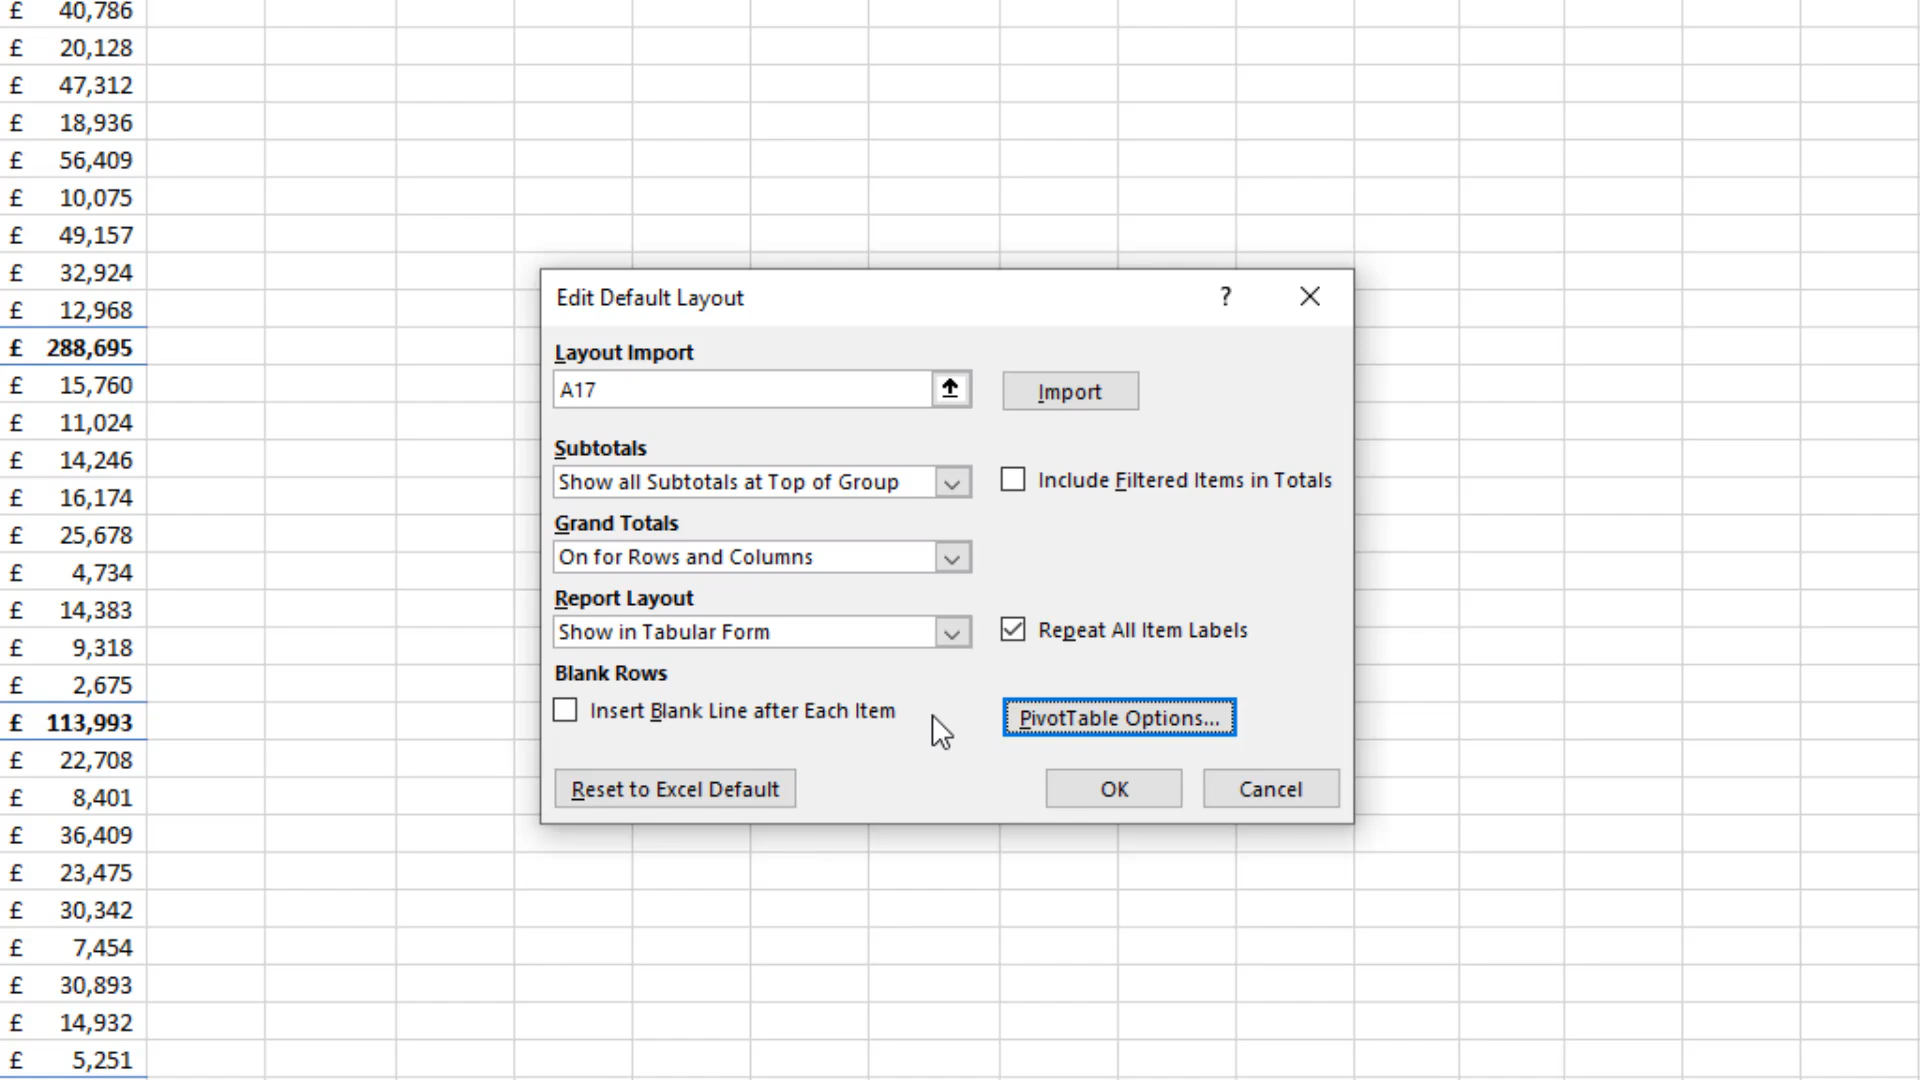 £ 40,786
£ 20,128
£ 47,312
£ 18,936
£ 56,409
£ 10,075
£ 49,157
£ 32,924
£ 12,968
£ 288,695
£ 15,760
£ 11,024
£ 14,246
£ 16,174
£ 25,678
£ 4,734
£ 14,383
£ 9,318
£ 2,675
£ 113,993
£ 22,708
£ 8,401
£ 36,409
£ 23,475
£ 30,342
£ 7,454
£ 30,893
£ 14,932
£ 5,251
Edit Default Layout ?
Layout Import
A17 Import
Subtotals
Show all Subtotals at Top of Group Include Filtered Items in Totals
Grand Totals
On for Rows and Columns
Report Layout
Show in Tabular Form Repeat All Item Labels
Blank Rows
Insert Blank Line after Each Item PivotTable Options...
Reset to Excel Default OK Cancel